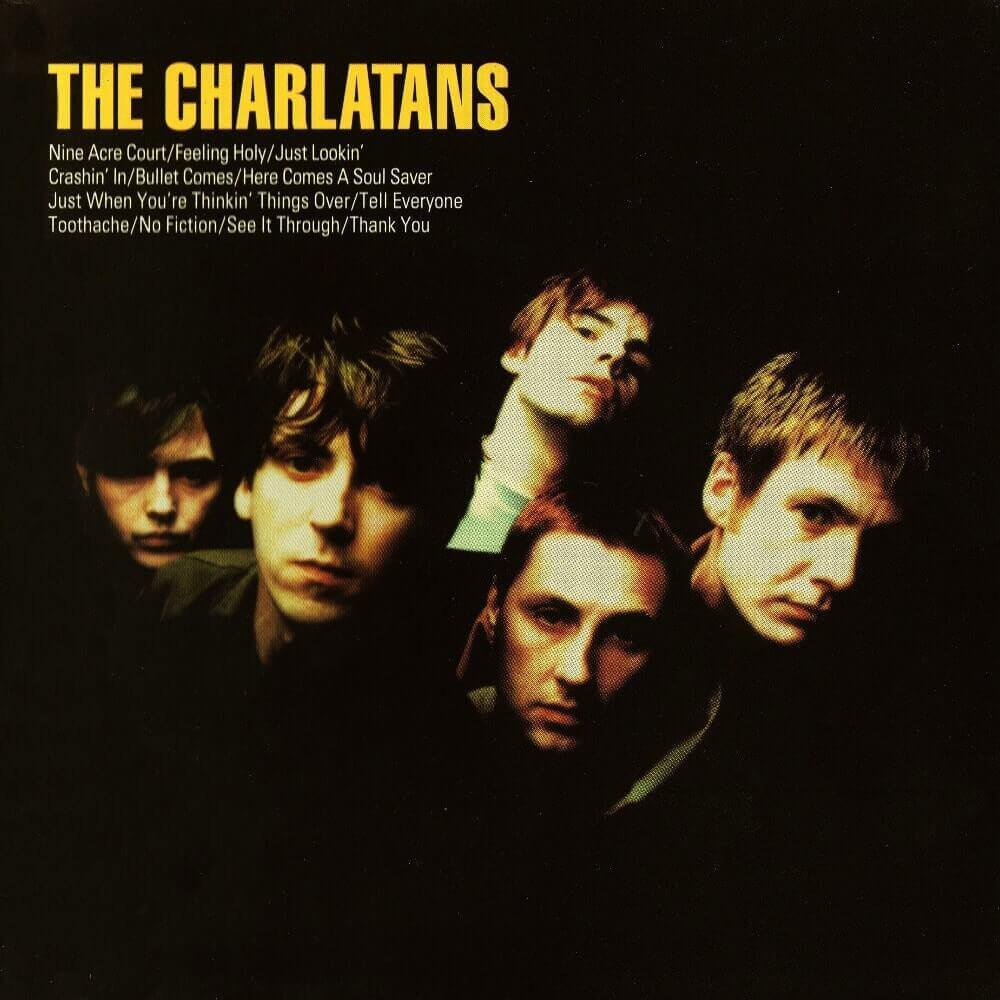 THE CHARLATANS
Nine Acre Court/Feeling Holy/Just Lookin'
Crashin' In/Bullet Comes/Here Comes A Soul Saver
Just When You're Thinkin' Things Over/Tell Everyone
Toothache/No Fiction/See It Through/Thank You